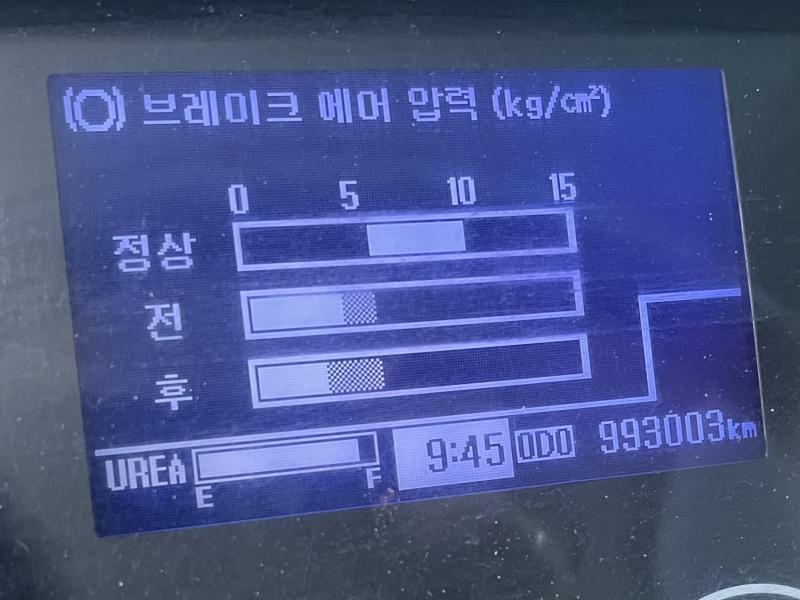 브레이크 에어 압력 (kg/cm²)
0 5 10 15
정상
전
후
UREA E F 9:45 ODO 993003km